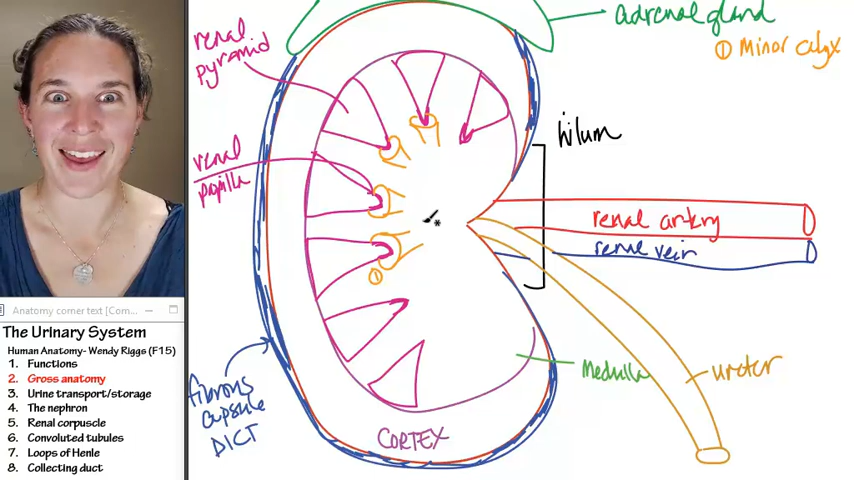 renal
pyramid
renal
papilla
adrenal gland
① Minor calyx
hilum
renal artery
renal vein
①
ureter
Medulla
CORTEX
fibrous
capsule
DICT
Anatomy corner text [Com...
The Urinary System
Human Anatomy- Wendy Riggs (F15)
1. Functions
2. Gross anatomy
3. Urine transport/storage
4. The nephron
5. Renal corpuscle
6. Convoluted tubules
7. Loops of Henle
8. Collecting duct